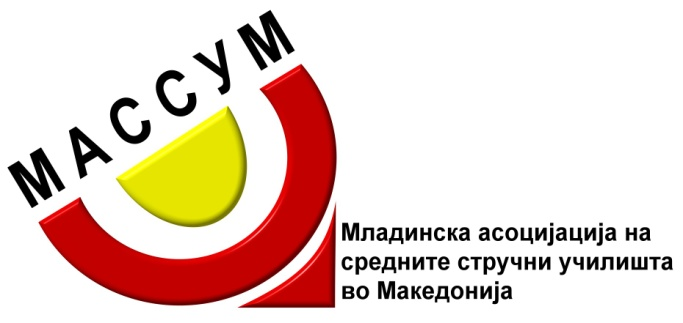 МАССУМ
Младинска асоцијација на
средните стручни училишта
во Македонија